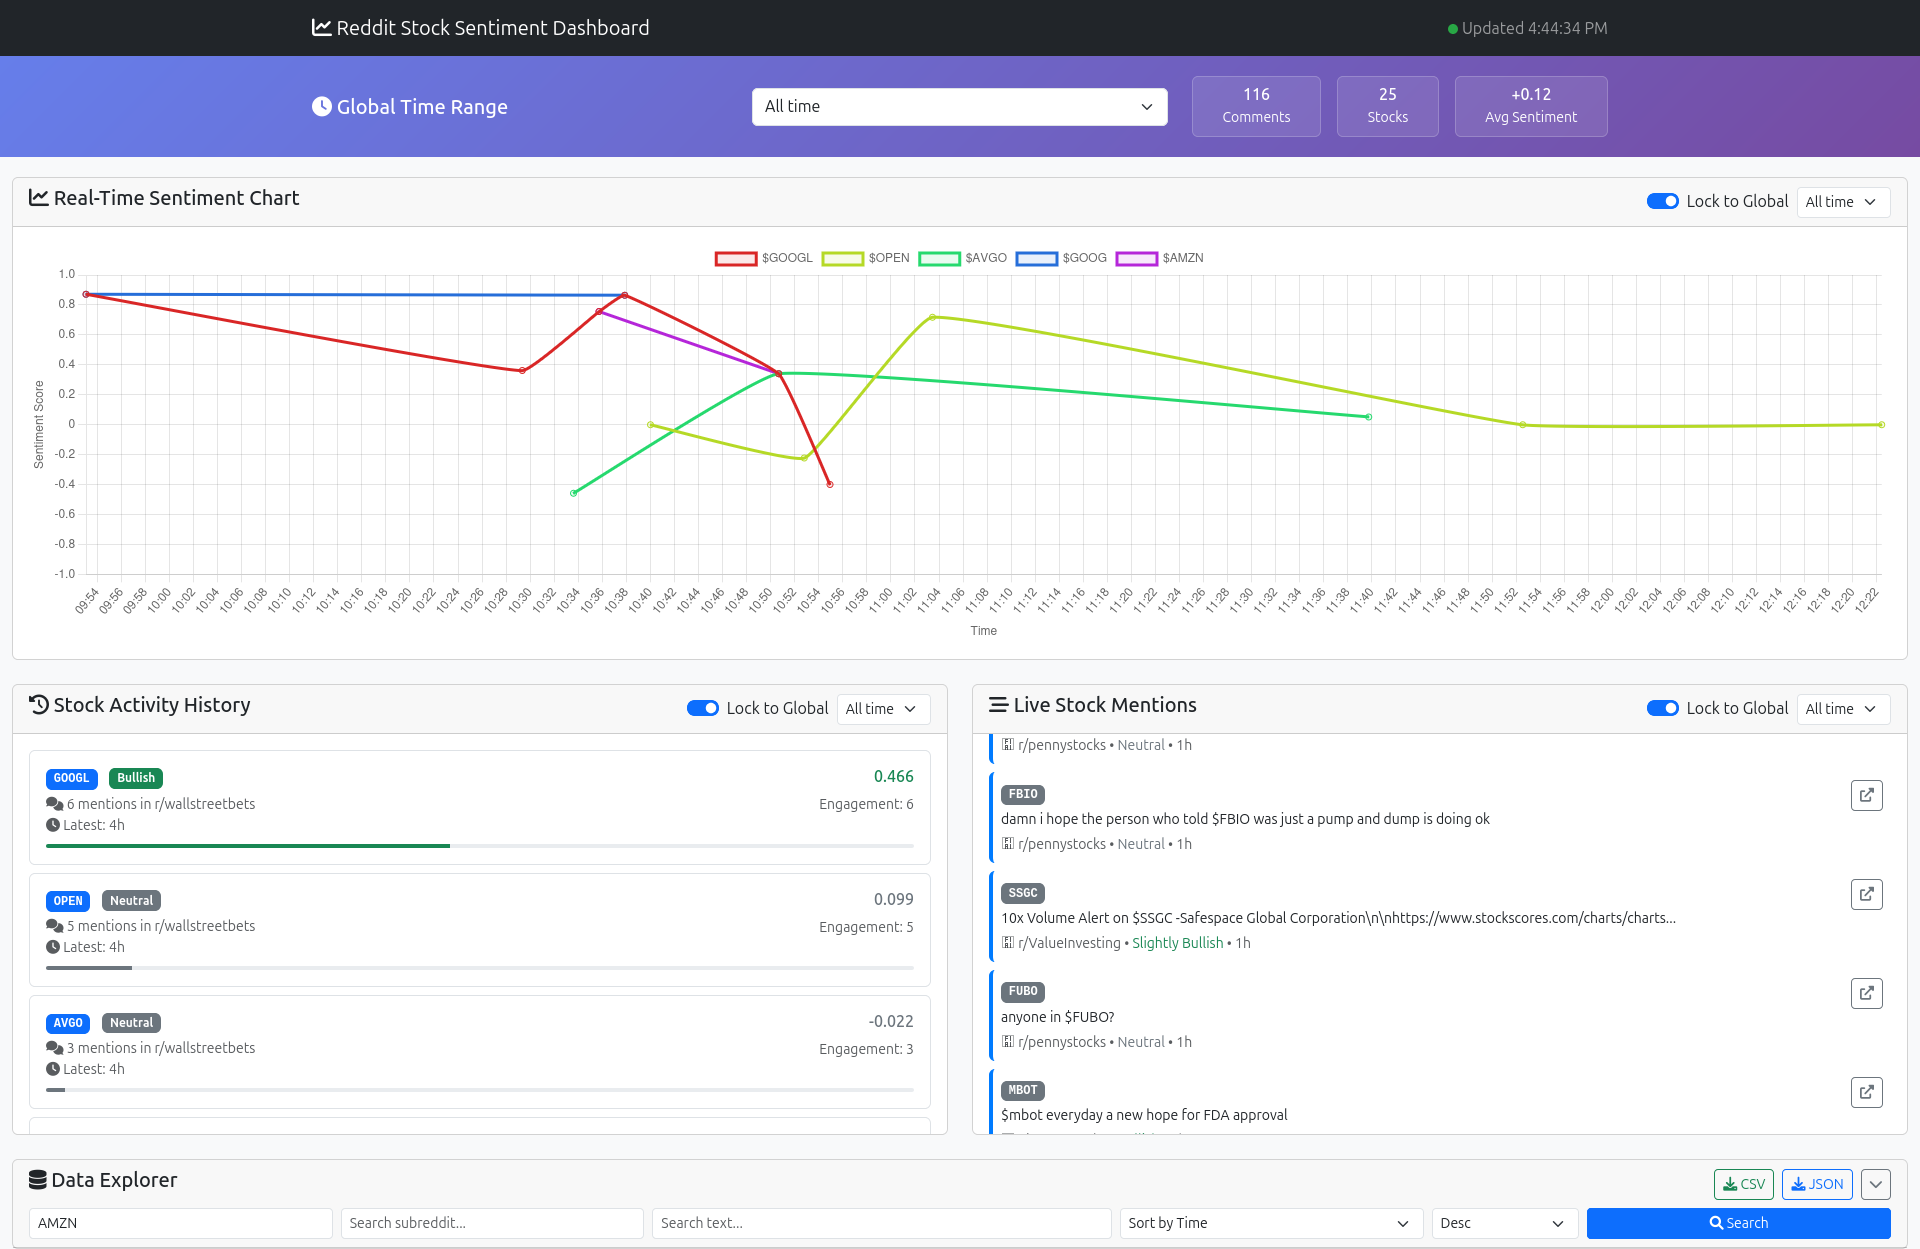 Reddit Stock Sentiment Dashboard
Updated 4:44:34 PM
Global Time Range
All time
116
Comments
25
Stocks
+0.12
Avg Sentiment
Real-Time Sentiment Chart
Lock to Global
All time
$GOOGL $OPEN $AVGO $GOOG $AMZN
1.0
0.8
0.6
0.4
0.2
0
-0.2
-0.4
-0.6
-0.8
-1.0
Sentiment Score
09:54 09:56 09:58 10:00 10:02 10:04 10:06 10:08 10:10 10:12 10:14 10:16 10:18 10:20 10:22 10:24 10:26 10:28 10:30 10:32 10:34 10:36 10:38 10:40 10:42 10:44 10:46 10:48 10:50 10:52 10:54 10:56 10:58 11:00 11:02 11:04 11:06 11:08 11:10 11:12 11:14 11:16 11:18 11:20 11:22 11:24 11:26 11:28 11:30 11:32 11:34 11:36 11:38 11:40 11:42 11:44 11:46 11:48 11:50 11:52 11:54 11:56 11:58 12:00 12:02 12:04 12:06 12:08 12:10 12:12 12:14 12:16 12:18 12:20 12:22
Time
Stock Activity History
Lock to Global
All time
GOOGL Bullish 0.466
6 mentions in r/wallstreetbets Engagement: 6
Latest: 4h
OPEN Neutral 0.099
5 mentions in r/wallstreetbets Engagement: 5
Latest: 4h
AVGO Neutral -0.022
3 mentions in r/wallstreetbets Engagement: 3
Latest: 4h
Live Stock Mentions
Lock to Global
All time
r/pennystocks • Neutral • 1h
FBIO
damn i hope the person who told $FBIO was just a pump and dump is doing ok
r/pennystocks • Neutral • 1h
SSGC
10x Volume Alert on $SSGC -Safespace Global Corporation\n\nhttps://www.stockscores.com/charts/charts...
r/ValueInvesting • Slightly Bullish • 1h
FUBO
anyone in $FUBO?
r/pennystocks • Neutral • 1h
MBOT
$mbot everyday a new hope for FDA approval
Data Explorer
CSV JSON
AMZN Search subreddit... Search text... Sort by Time Desc Search